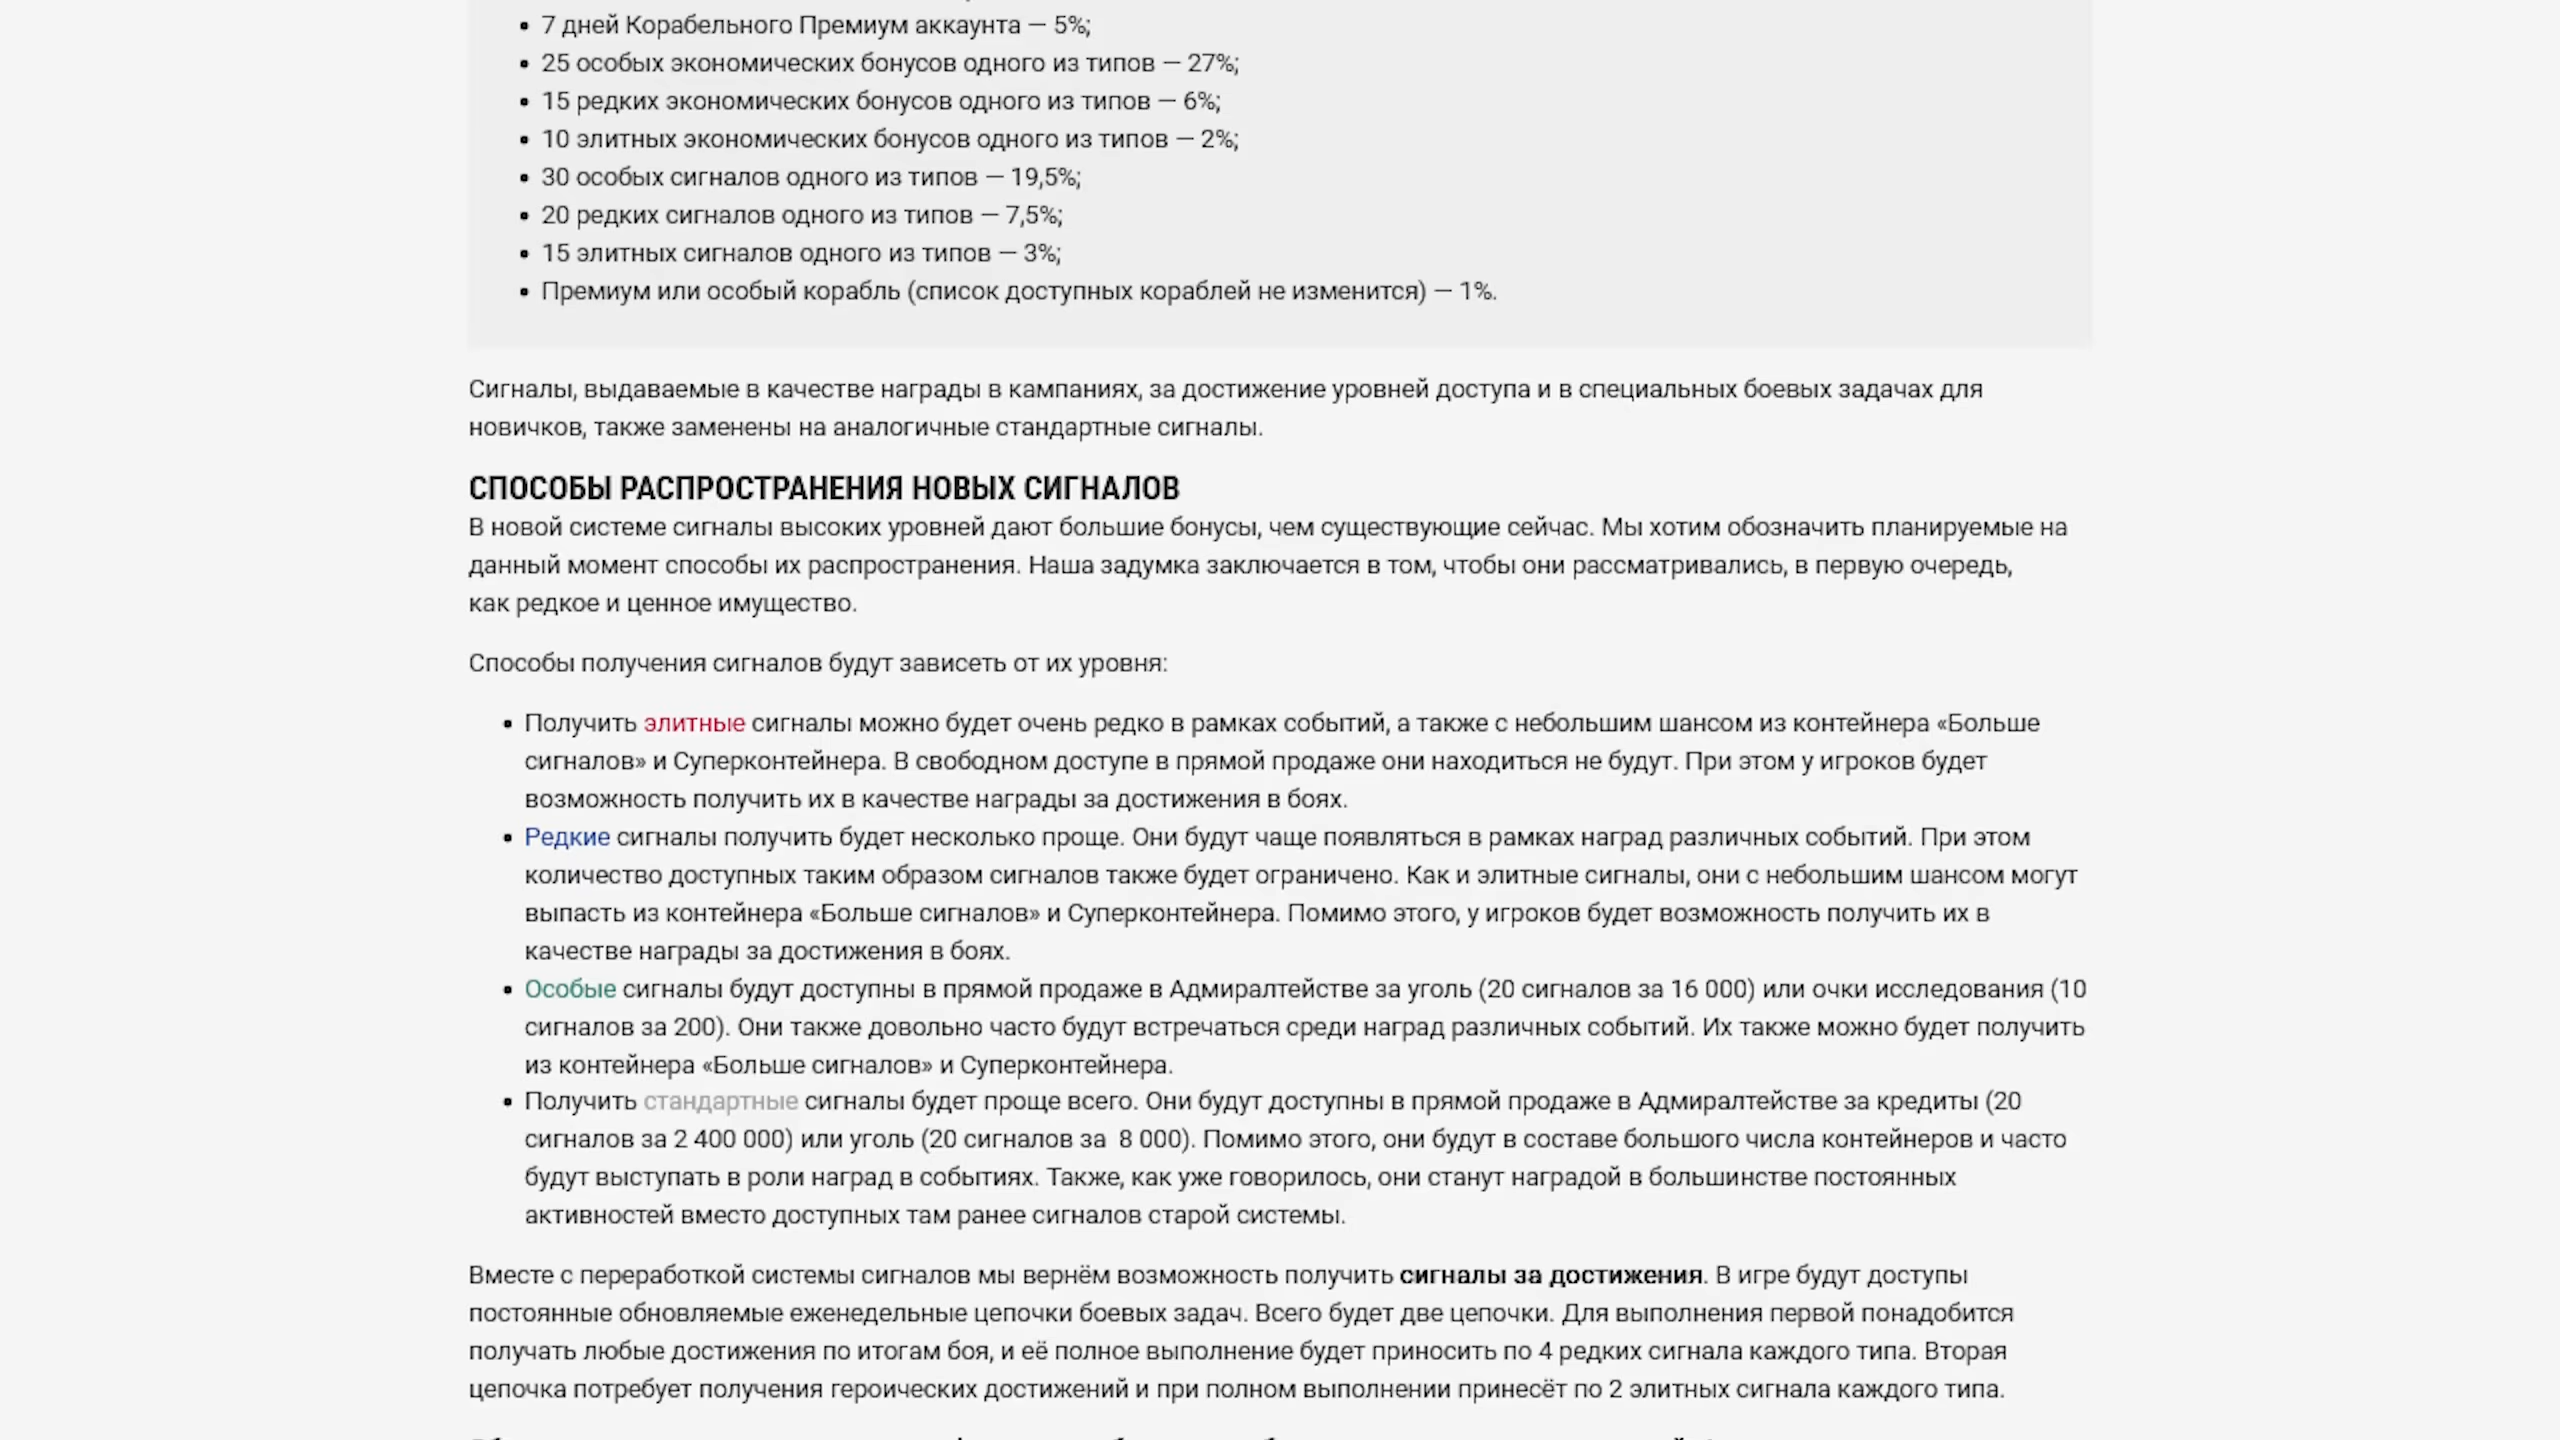 7 дней Корабельного Премиум аккаунта — 5%;
25 особых экономических бонусов одного из типов — 27%;
15 редких экономических бонусов одного из типов — 6%;
10 элитных экономических бонусов одного из типов — 2%;
30 особых сигналов одного из типов — 19,5%;
20 редких сигналов одного из типов — 7,5%;
15 элитных сигналов одного из типов — 3%;
Премиум или особый корабль (список доступных кораблей не изменится) — 1%.
Сигналы, выдаваемые в качестве награды в кампаниях, за достижение уровней доступа и в специальных боевых задачах для
новичков, также заменены на аналогичные стандартные сигналы.
СПОСОБЫ РАСПРОСТРАНЕНИЯ НОВЫХ СИГНАЛОВ
В новой системе сигналы высоких уровней дают большие бонусы, чем существующие сейчас. Мы хотим обозначить планируемые на
данный момент способы их распространения. Наша задумка заключается в том, чтобы они рассматривались, в первую очередь,
как редкое и ценное имущество.
Способы получения сигналов будут зависеть от их уровня:
Получить элитные сигналы можно будет очень редко в рамках событий, а также с небольшим шансом из контейнера «Больше
сигналов» и Суперконтейнера. В свободном доступе в прямой продаже они находиться не будут. При этом у игроков будет
возможность получить их в качестве награды за достижения в боях.
Редкие сигналы получить будет несколько проще. Они будут чаще появляться в рамках наград различных событий. При этом
количество доступных таким образом сигналов также будет ограничено. Как и элитные сигналы, они с небольшим шансом могут
выпасть из контейнера «Больше сигналов» и Суперконтейнера. Помимо этого, у игроков будет возможность получить их в
качестве награды за достижения в боях.
Особые сигналы будут доступны в прямой продаже в Адмиралтействе за уголь (20 сигналов за 16 000) или очки исследования (10
сигналов за 200). Они также довольно часто будут встречаться среди наград различных событий. Их также можно будет получить
из контейнера «Больше сигналов» и Суперконтейнера.
Получить стандартные сигналы будет проще всего. Они будут доступны в прямой продаже в Адмиралтействе за кредиты (20
сигналов за 2 400 000) или уголь (20 сигналов за 8 000). Помимо этого, они будут в составе большого числа контейнеров и часто
будут выступать в роли наград в событиях. Также, как уже говорилось, они станут наградой в большинстве постоянных
активностей вместо доступных там ранее сигналов старой системы.
Вместе с переработкой системы сигналов мы вернём возможность получить сигналы за достижения. В игре будут доступы
постоянные обновляемые еженедельные цепочки боевых задач. Всего будет две цепочки. Для выполнения первой понадобится
получать любые достижения по итогам боя, и её полное выполнение будет приносить по 4 редких сигнала каждого типа. Вторая
цепочка потребует получения героических достижений и при полном выполнении принесёт по 2 элитных сигнала каждого типа.